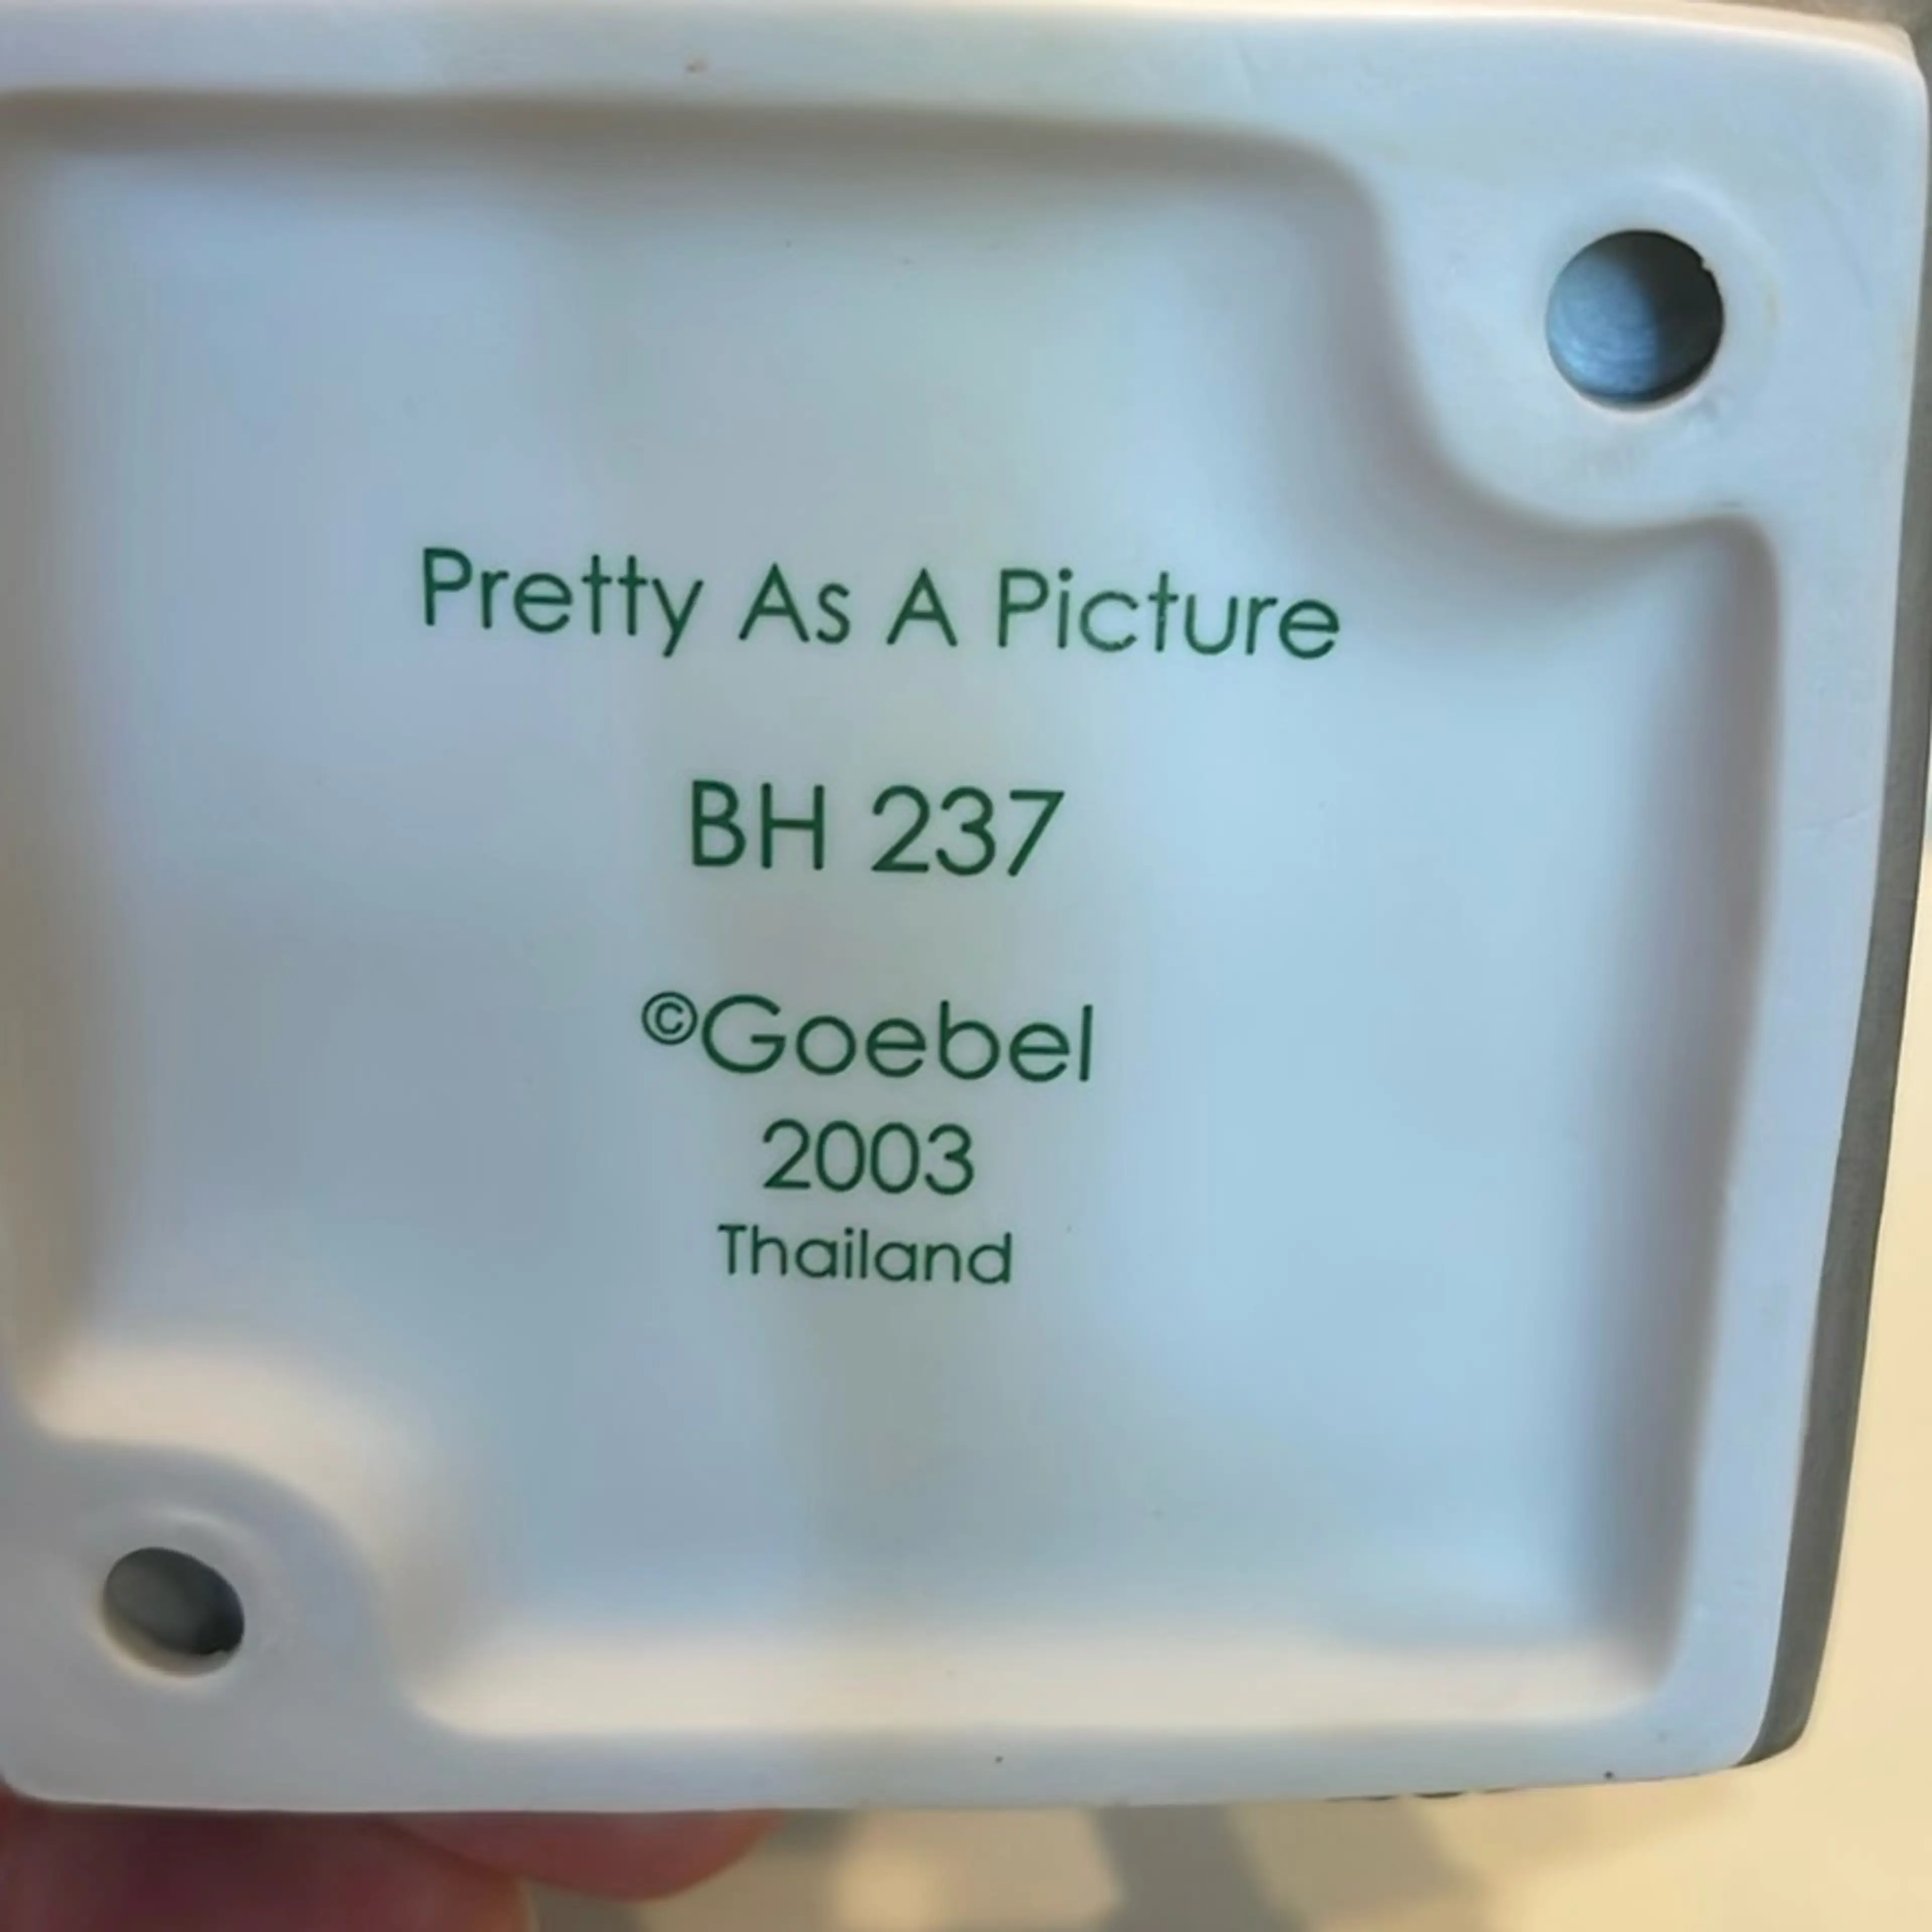 Pretty As A Picture
BH 237
©Goebel
2003
Thailand